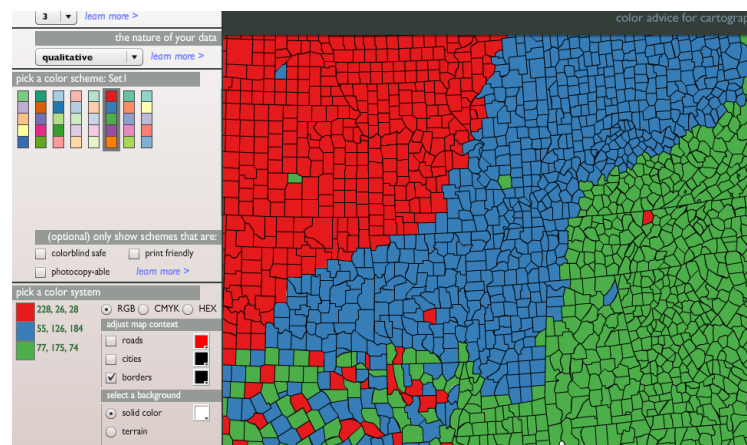 3 learn more >
color advice for cartograp
the nature of your data
qualitative learn more >
pick a color scheme: Set1
(optional) only show schemes that are:
colorblind safe print friendly
photocopy-able learn more >
pick a color system
228, 26, 28 RGB CMYK HEX
55, 126, 184
77, 175, 74
adjust map context
roads
cities
borders
select a background
solid color
terrain